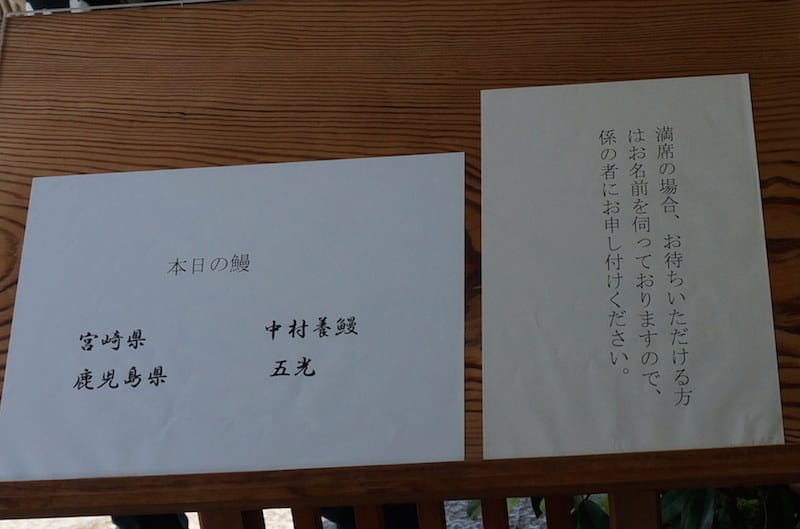 本日の鰻
宮崎県 中村養鰻
鹿児島県 五光
満席の場合、お待ちいただける方
はお名前を伺っておりますので、
係の者にお申し付けください。